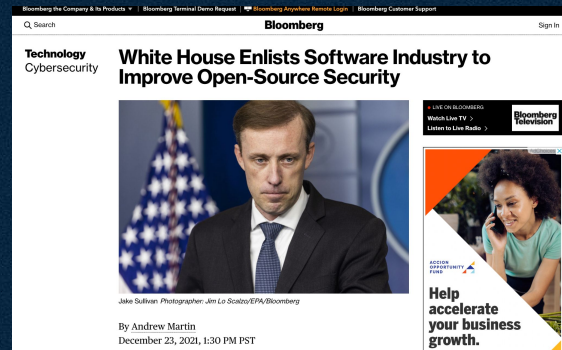 Bloomberg the Company & Its Products ▼ | Bloomberg Terminal Demo Request | Bloomberg Anywhere Remote Login | Bloomberg Customer Support
Search
Bloomberg
Sign In
Technology
Cybersecurity
White House Enlists Software Industry to
Improve Open-Source Security
LIVE ON BLOOMBERG
Watch Live TV >
Listen to Live Radio >
Bloomberg
Television
ACCION
OPPORTUNITY
FUND
Help
accelerate
your business
growth.
Jake Sullivan Photographer: Jim Lo Scalzo/EPA/Bloomberg
By Andrew Martin
December 23, 2021, 1:30 PM PST